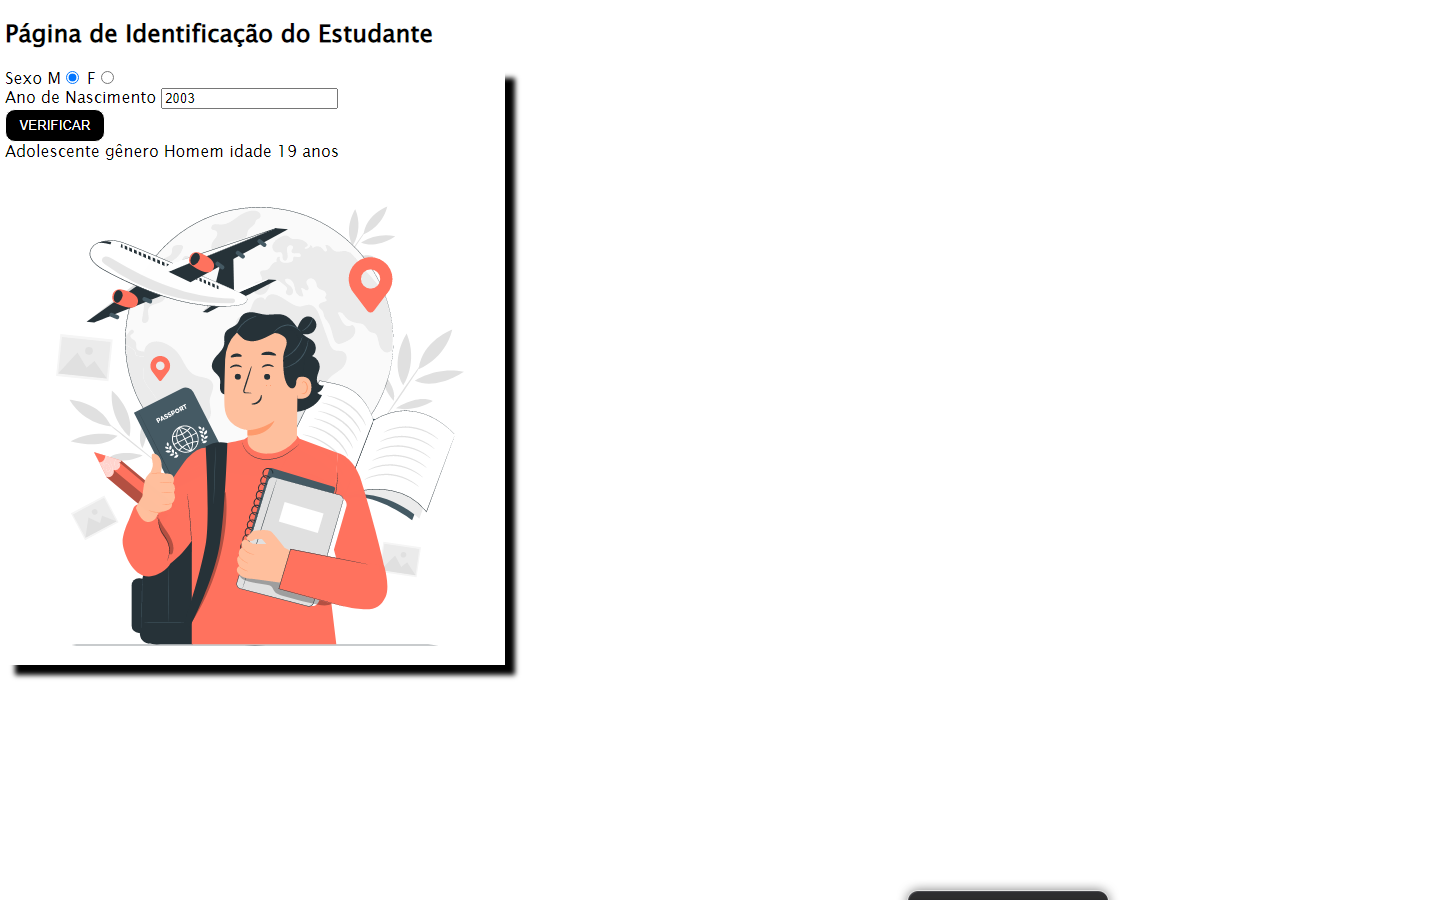 Página de Identificação do Estudante
Sexo M F
Ano de Nascimento 2003
VERIFICAR
Adolescente gênero Homem idade 19 anos
PASSPORT